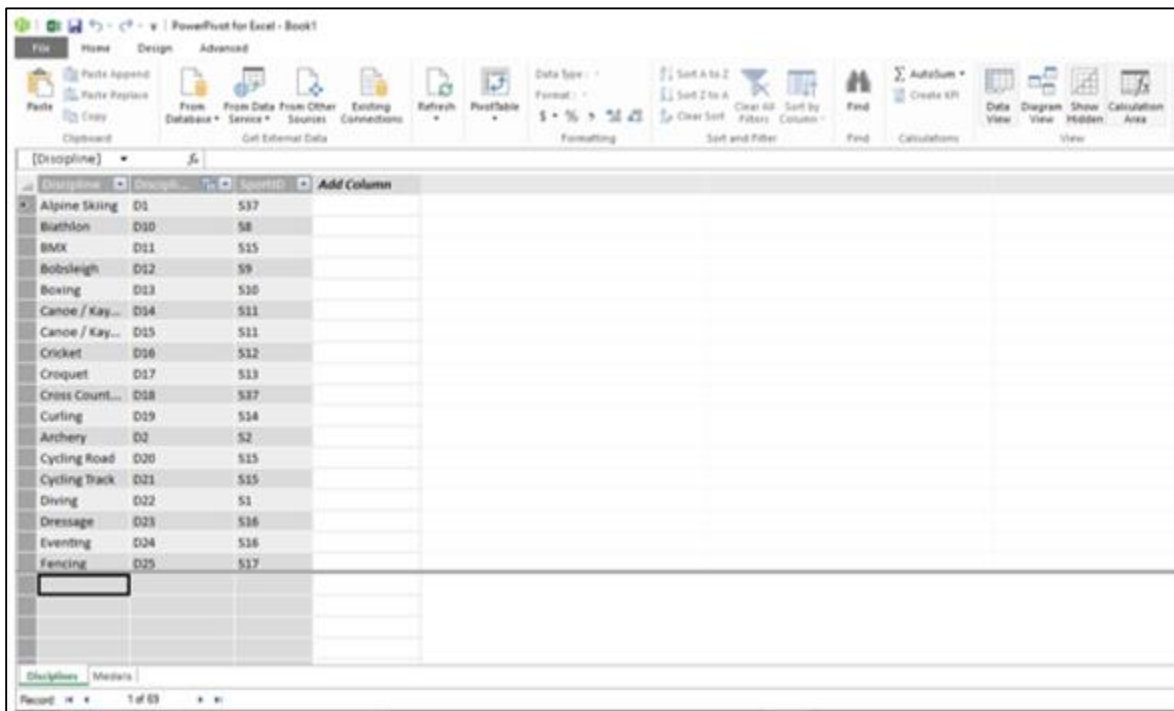 PowerPivot for Excel - Book1
File Home Design Advanced
Paste
Paste Append
Paste Replace
Copy
Clipboard
From Database
From Data Service
From Other Sources
Existing Connections
Get External Data
Refresh
PivotTable
Data Type :
Format :
$ % ,
Formatting
Sort A to Z
Sort Z to A
Clear Sort
Clear All Filters
Sort by Column
Sort and Filter
Find
Find
AutoSum
Create KPI
Calculations
Data View
Diagram View
Show Hidden
Calculation Area
View
[Discipline] fx
Discipline Discipli... SportID Add Column
Alpine Skiing D1 S37
Biathlon D10 S8
BMX D11 S15
Bobsleigh D12 S9
Boxing D13 S10
Canoe / Kay... D14 S11
Canoe / Kay... D15 S11
Cricket D16 S12
Croquet D17 S13
Cross Count... D18 S37
Curling D19 S14
Archery D2 S2
Cycling Road D20 S15
Cycling Track D21 S15
Diving D22 S1
Dressage D23 S16
Eventing D24 S16
Fencing D25 S17
Disciplines Medals
Record: 1 of 69